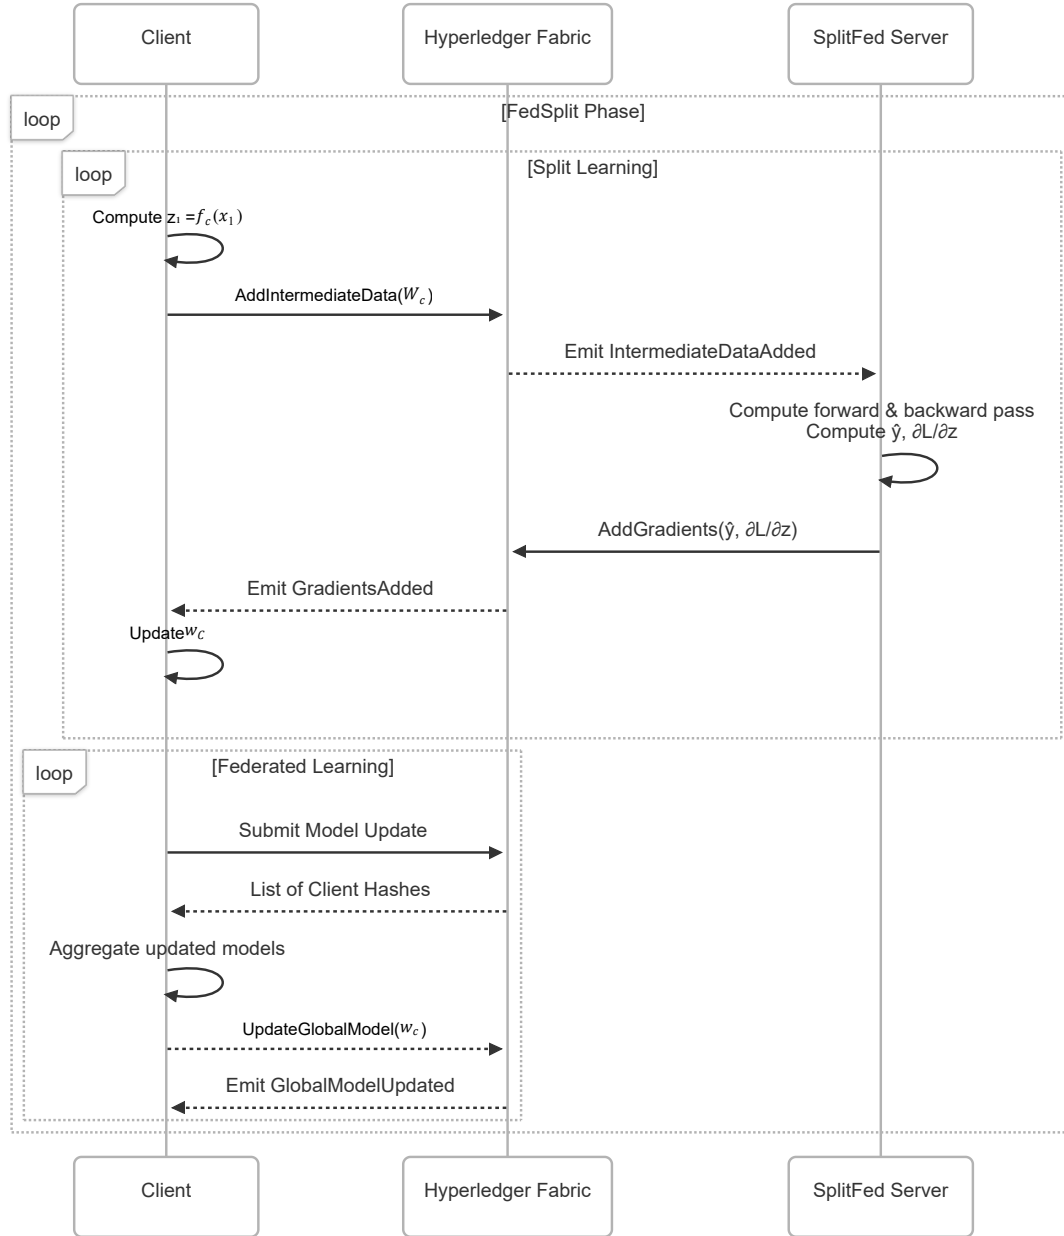 Client
Hyperledger Fabric
SplitFed Server
loop
[FedSplit Phase]
loop
[Split Learning]
Compute z₁ =f_c(x₁)
AddIntermediateData(W_c)
Emit IntermediateDataAdded
Compute forward & backward pass
Compute ŷ, ∂L/∂z
AddGradients(ŷ, ∂L/∂z)
Emit GradientsAdded
Update w_C
loop
[Federated Learning]
Submit Model Update
List of Client Hashes
Aggregate updated models
UpdateGlobalModel(w_c)
Emit GlobalModelUpdated
Client
Hyperledger Fabric
SplitFed Server